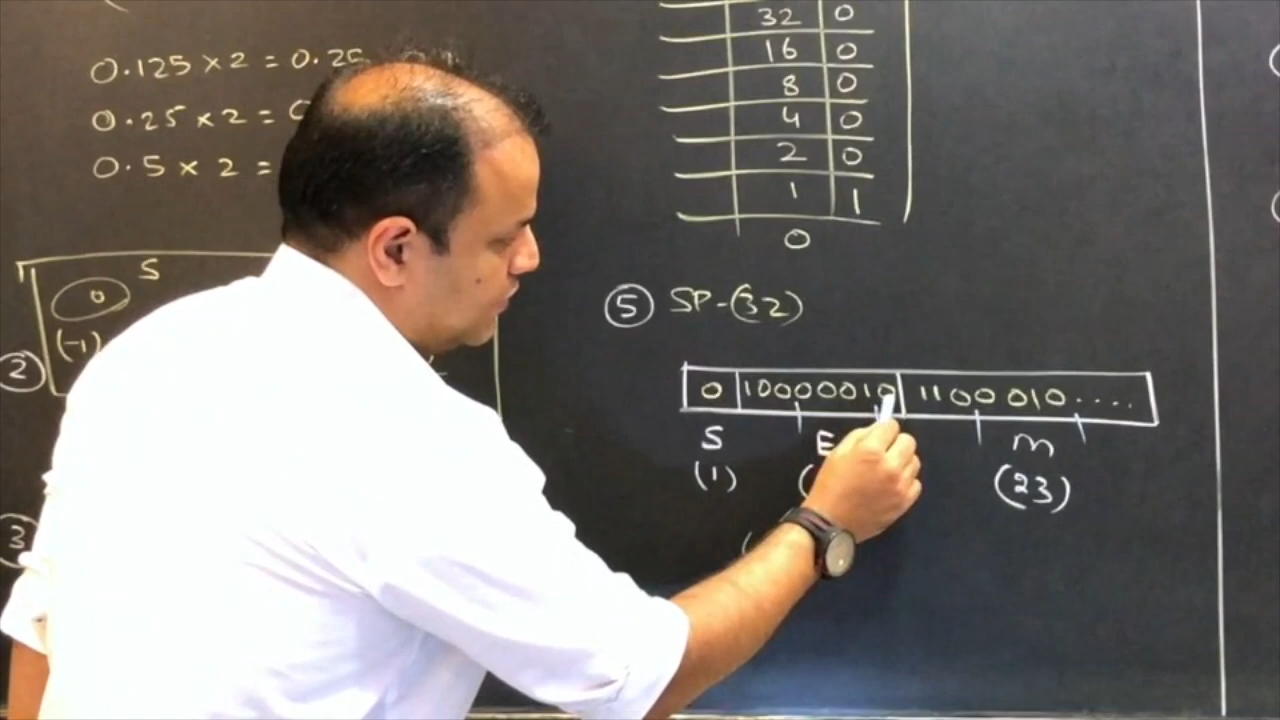 0.125 × 2 = 0.25
0.25 × 2 =
0.5 × 2 =
S
0
(-1)
2
3
32 0
16 0
8 0
4 0
2 0
1 1
0
5 SP-(32)
0 10000010 1100010....
S E m
(1) (23)